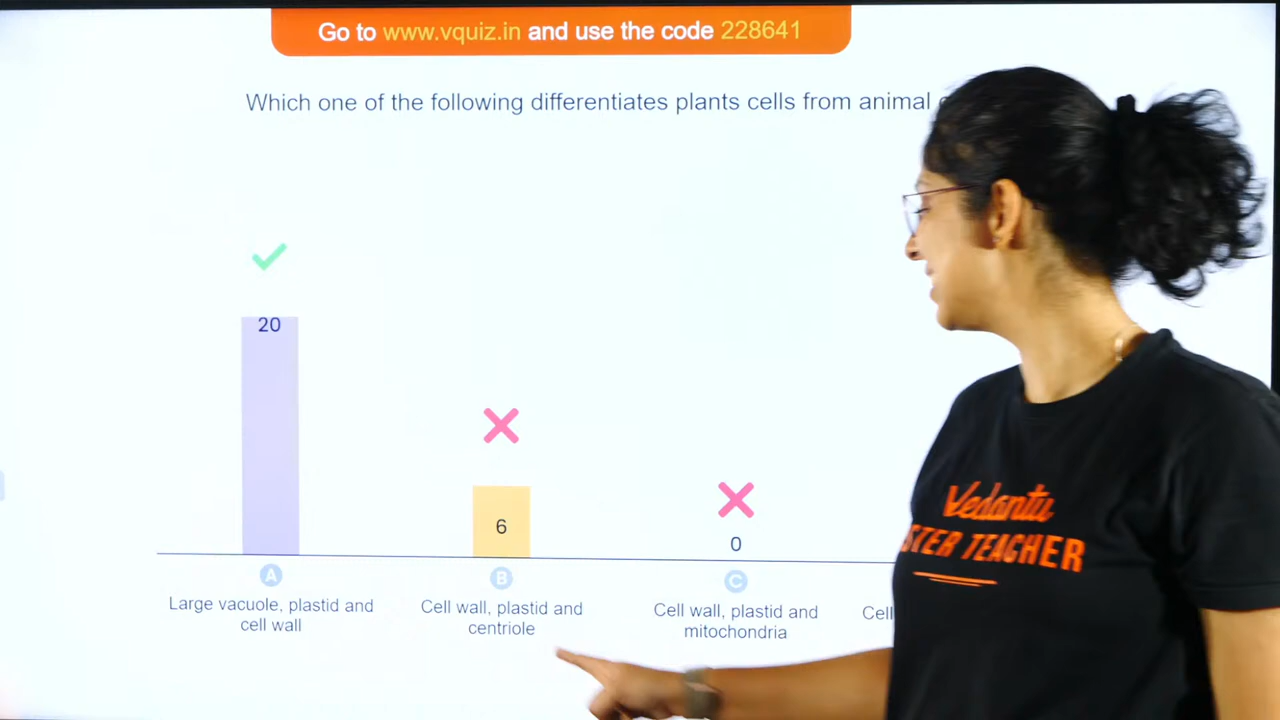 Go to www.vquiz.in and use the code 228641
Which one of the following differentiates plants cells from animal
20
6
0
A
B
C
Large vacuole, plastid and
cell wall
Cell wall, plastid and
centriole
Cell wall, plastid and
mitochondria
Cell
Vedantu
STER TEACHER